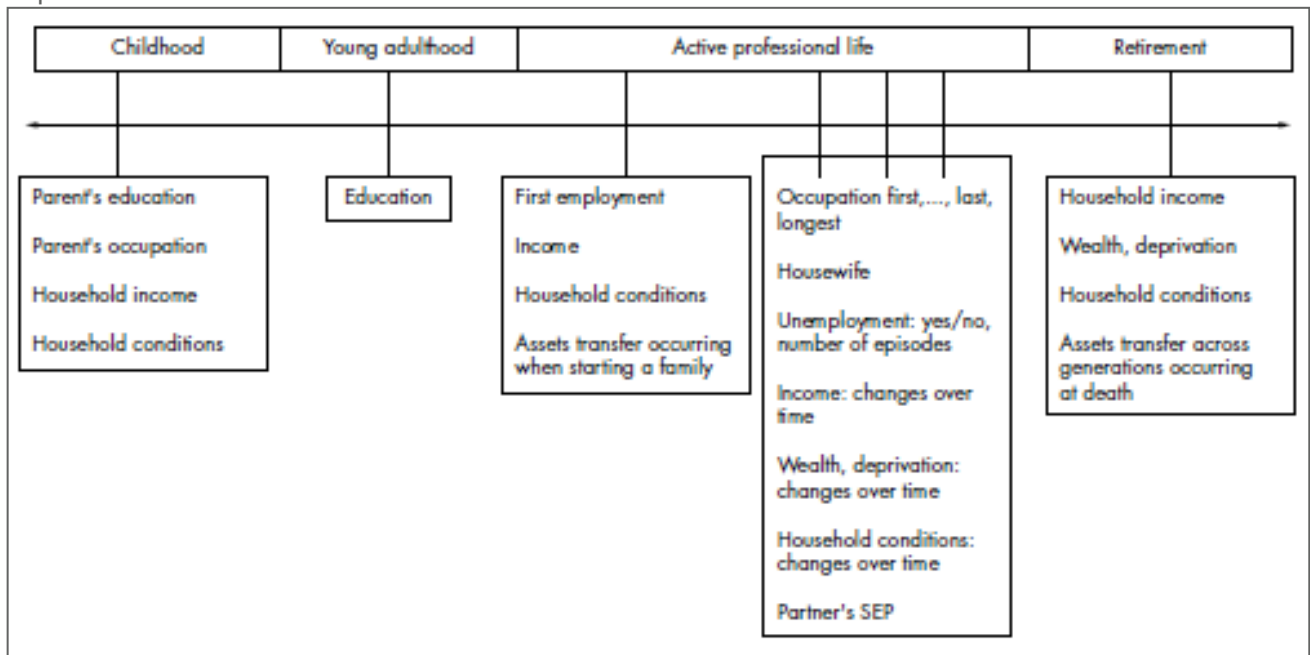 Childhood
Young adulthood
Active professional life
Retirement
Parent's education
Parent's occupation
Household income
Household conditions
Education
First employment
Income
Household conditions
Assets transfer occurring
when starting a family
Occupation first,..., last,
longest
Housewife
Unemployment: yes/no,
number of episodes
Income: changes over
time
Wealth, deprivation:
changes over time
Household conditions:
changes over time
Partner's SEP
Household income
Wealth, deprivation
Household conditions
Assets transfer across
generations occurring
at death